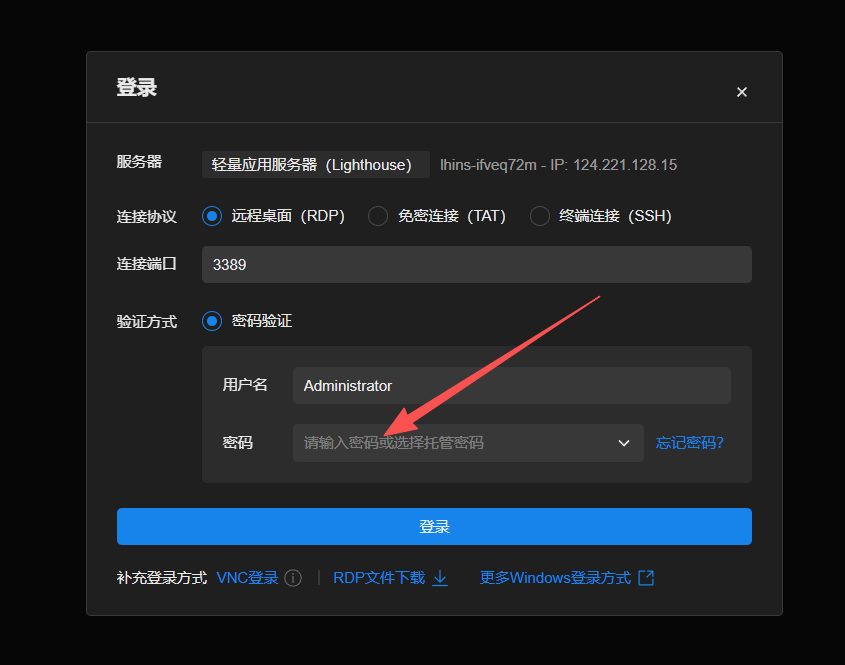 登录
服务器 轻量应用服务器（Lighthouse） lhins-ifveq72m - IP: 124.221.128.15
连接协议 远程桌面（RDP） 免密连接（TAT） 终端连接（SSH）
连接端口 3389
验证方式 密码验证
用户名 Administrator
密码 请输入密码或选择托管密码 忘记密码?
登录
补充登录方式 VNC登录 | RDP文件下载 更多Windows登录方式